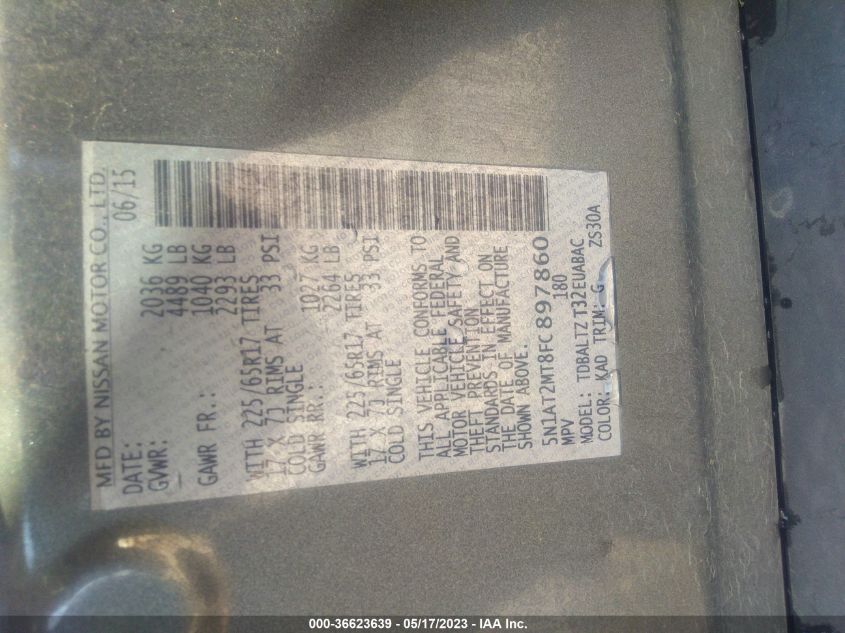 MFD BY NISSAN MOTOR CO., LTD.
DATE: 06/15
GVWR: 2036 KG
4489 LB
GAWR FR.: 1040 KG
2293 LB
WITH 225/65R17 TIRES
17 X 7J RIMS AT 33 PSI
COLD SINGLE
GAWR RR.: 1027 KG
2264 LB
WITH 225/65R17 TIRES
17 X 7J RIMS AT 33 PSI
COLD SINGLE
THIS VEHICLE CONFORMS TO
ALL APPLICABLE FEDERAL
MOTOR VEHICLE SAFETY AND
THEFT PREVENTION
STANDARDS IN EFFECT ON
THE DATE OF MANUFACTURE
SHOWN ABOVE.
5N1AT2MT8FC897860
MPV 180
MODEL: TDBALTZ T32EUABAC
COLOR: KAD TRIM: G ZS30A
000-36623639 - 05/17/2023 - IAA Inc.